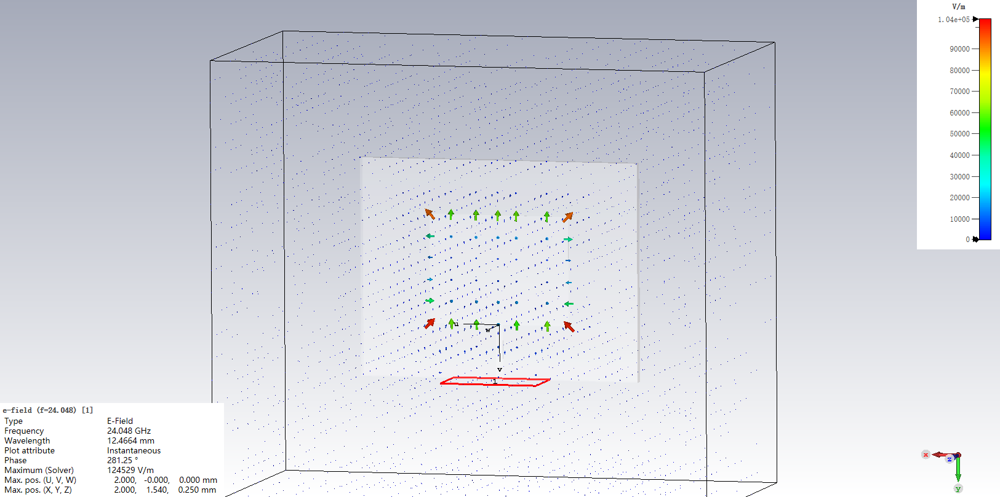 V/m
1.04e+05
90000
80000
70000
60000
50000
40000
30000
20000
10000
0
u
w
v
1
e-field (f=24.048) [1]
Type E-Field
Frequency 24.048 GHz
Wavelength 12.4664 mm
Plot attribute Instantaneous
Phase 281.25 °
Maximum (Solver) 124529 V/m
Max. pos. (U, V, W) 2.000, -0.000, 0.000 mm
Max. pos. (X, Y, Z) 2.000, 1.540, 0.250 mm
x
z
y